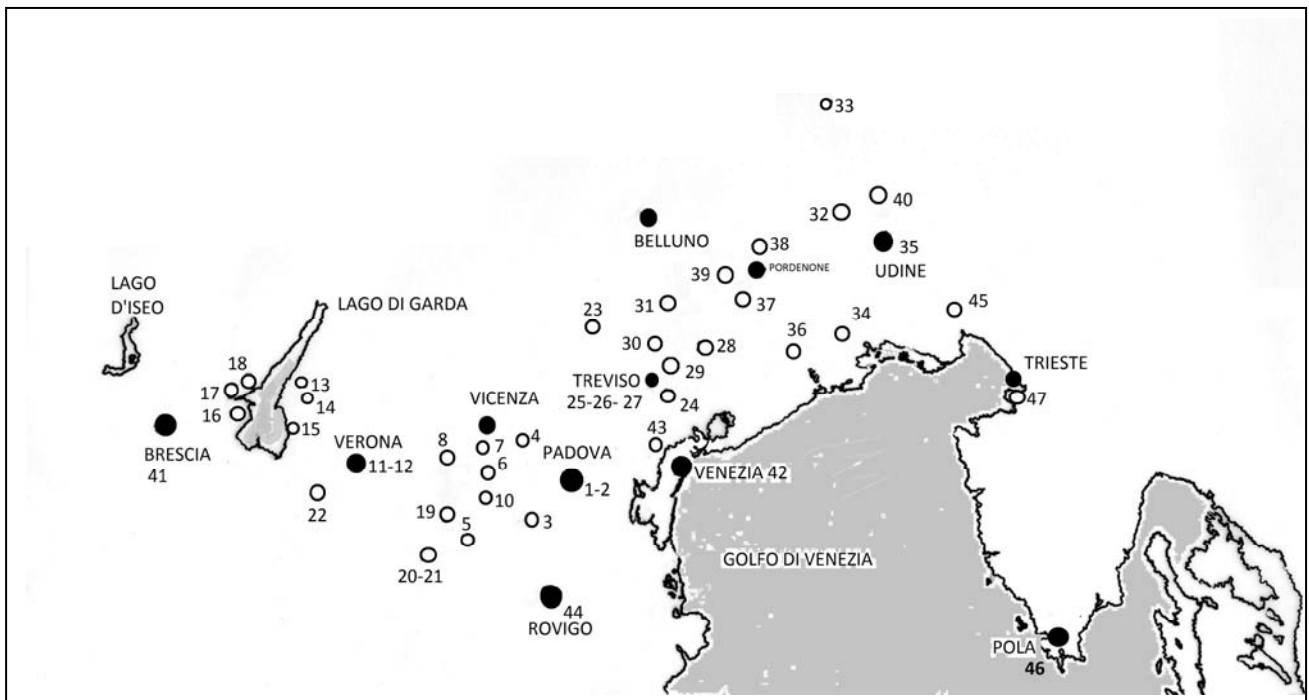 33
40
32
BELLUNO
38
35
UDINE
39
PORDENONE
LAGO
D'ISEO
LAGO DI GARDA
31
37
45
23
34
36
30
28
29
TRIESTE
18
13
17
TREVISO
25-26- 27
24
47
14
16
VICENZA
15
BRESCIA
41
VERONA
11-12
8
7
4
43
6
PADOVA
1-2
VENEZIA 42
22
10
19
5
3
20-21
GOLFO DI VENEZIA
44
ROVIGO
POLA
46